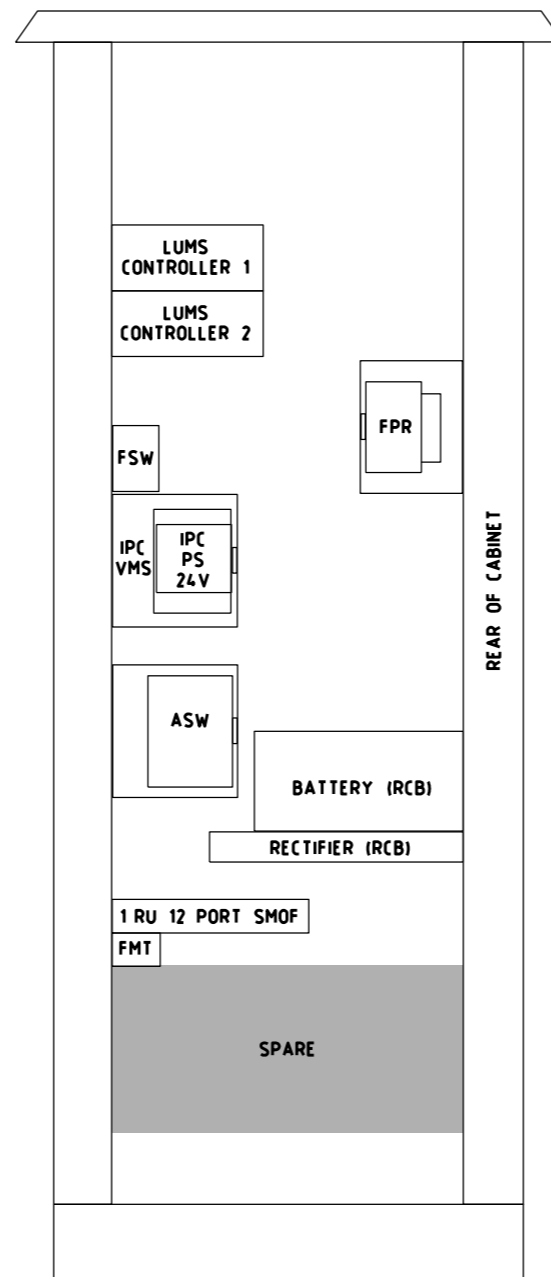 LUMS
CONTROLLER 1
LUMS
CONTROLLER 2
FPR
FSW
IPC
VMS
IPC
PS
24V
REAR OF CABINET
ASW
BATTERY (RCB)
RECTIFIER (RCB)
1 RU 12 PORT SMOF
FMT
SPARE